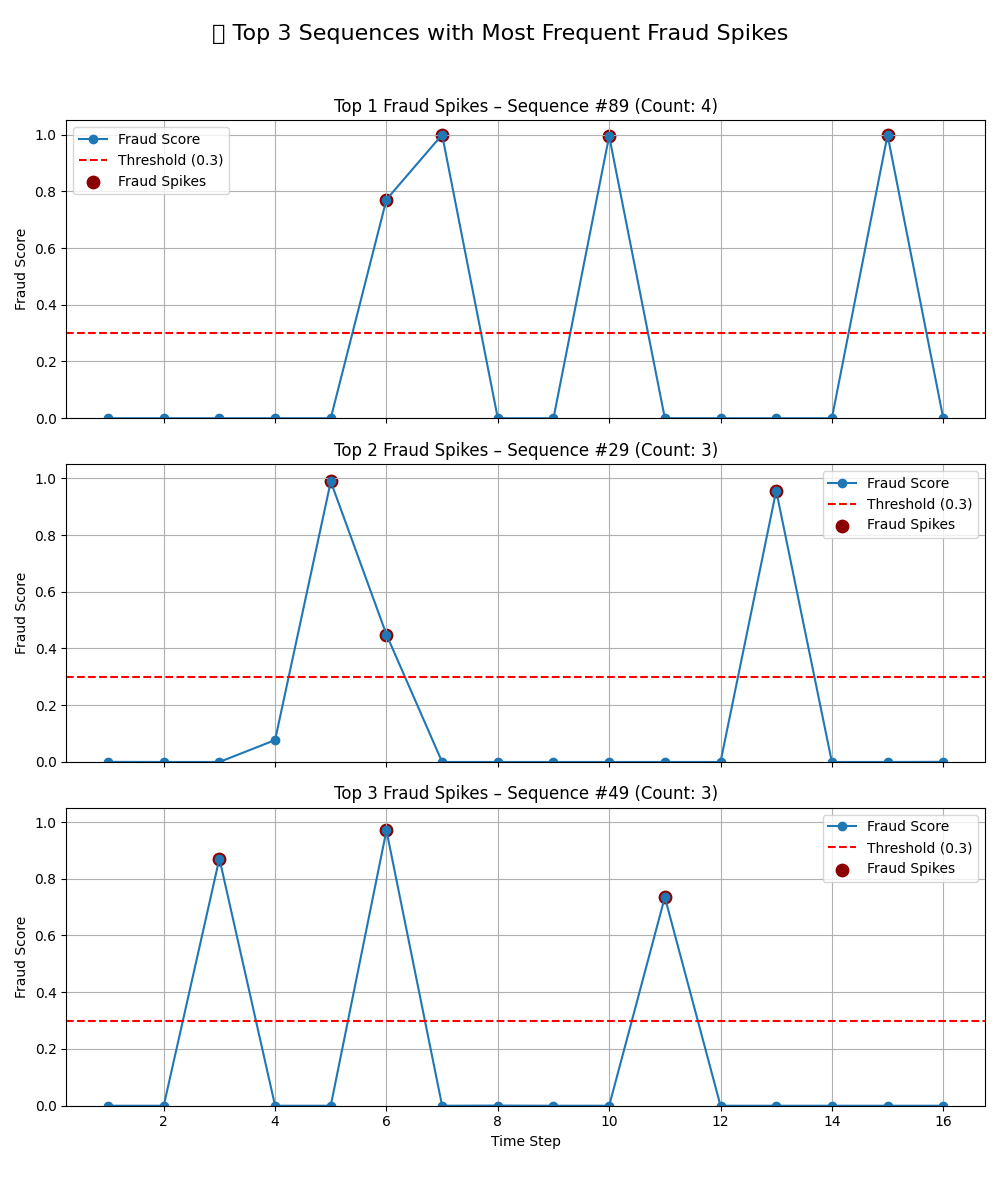 Top 3 Sequences with Most Frequent Fraud Spikes
Top 1 Fraud Spikes – Sequence #89 (Count: 4)
1.0
0.8
0.6
0.4
0.2
0.0
Fraud Score
Fraud Score
Threshold (0.3)
Fraud Spikes
Top 2 Fraud Spikes – Sequence #29 (Count: 3)
1.0
0.8
0.6
0.4
0.2
0.0
Fraud Score
Fraud Score
Threshold (0.3)
Fraud Spikes
Top 3 Fraud Spikes – Sequence #49 (Count: 3)
1.0
0.8
0.6
0.4
0.2
0.0
Fraud Score
Fraud Score
Threshold (0.3)
Fraud Spikes
2 4 6 8 10 12 14 16
Time Step